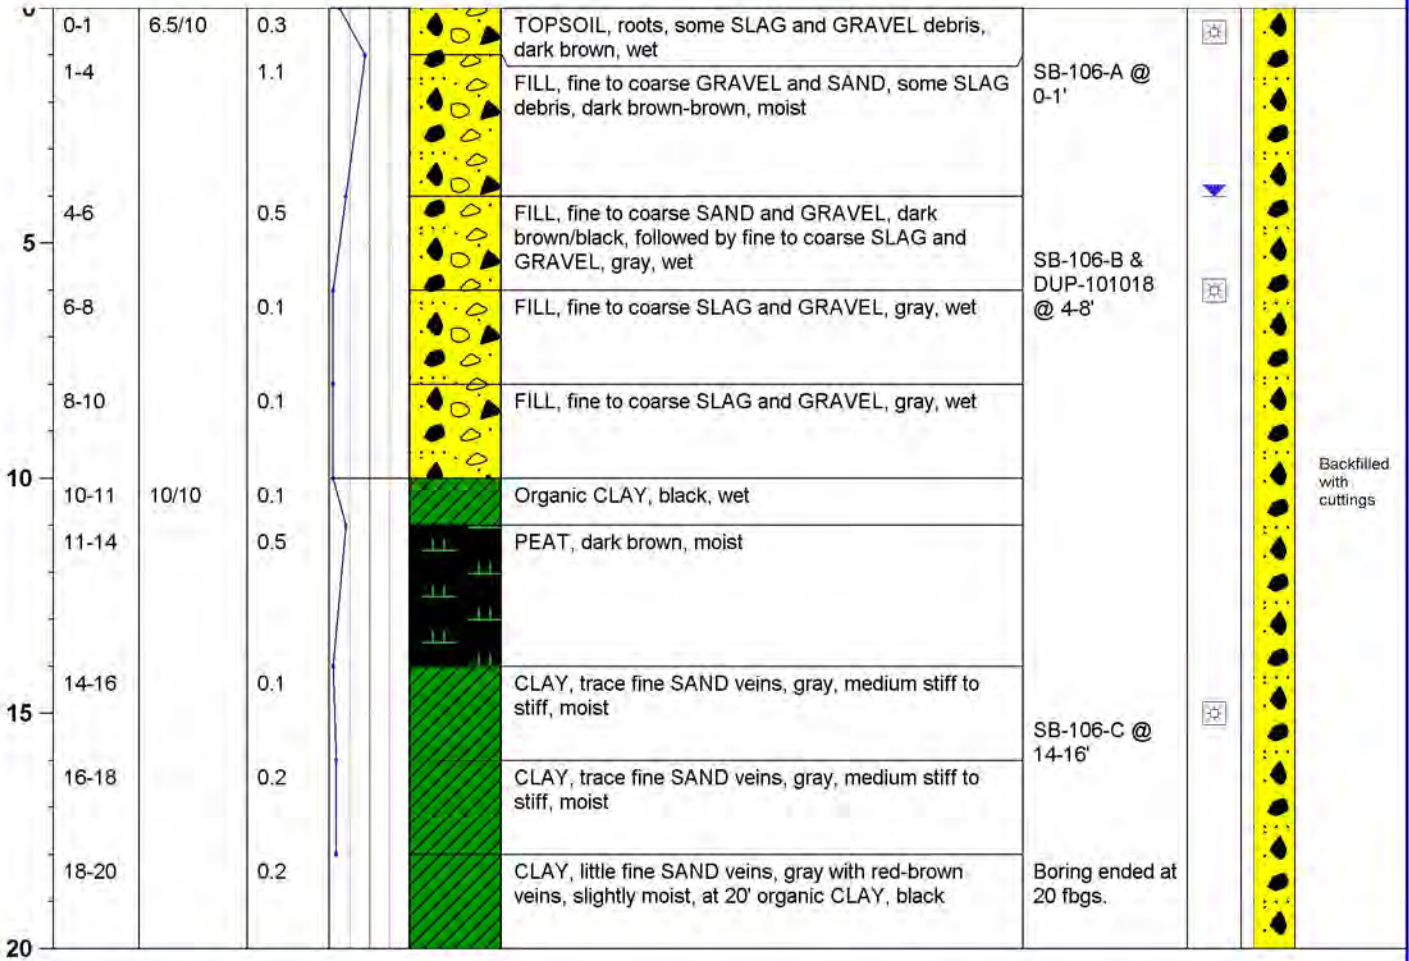 0
0-1 6.5/10 0.3
TOPSOIL, roots, some SLAG and GRAVEL debris,
dark brown, wet
1-4 1.1
FILL, fine to coarse GRAVEL and SAND, some SLAG
debris, dark brown-brown, moist
SB-106-A @
0-1'
4-6 0.5
FILL, fine to coarse SAND and GRAVEL, dark
brown/black, followed by fine to coarse SLAG and
GRAVEL, gray, wet
5
SB-106-B &
DUP-101018
@ 4-8'
6-8 0.1
FILL, fine to coarse SLAG and GRAVEL, gray, wet
8-10 0.1
FILL, fine to coarse SLAG and GRAVEL, gray, wet
10
10-11 10/10 0.1
Organic CLAY, black, wet
Backfilled
with
cuttings
11-14 0.5
PEAT, dark brown, moist
14-16 0.1
CLAY, trace fine SAND veins, gray, medium stiff to
stiff, moist
15
SB-106-C @
14-16'
16-18 0.2
CLAY, trace fine SAND veins, gray, medium stiff to
stiff, moist
18-20 0.2
CLAY, little fine SAND veins, gray with red-brown
veins, slightly moist, at 20' organic CLAY, black
Boring ended at
20 fbgs.
20